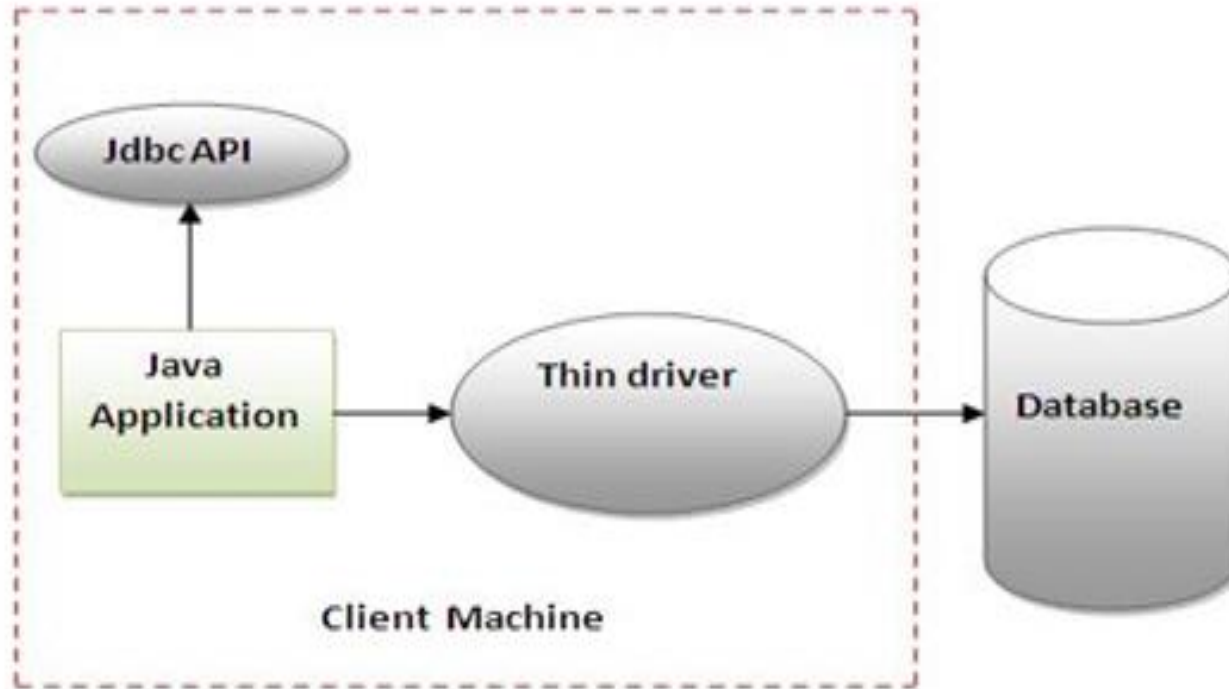 Jdbc API
Java
Application
Thin driver
Database
Client Machine